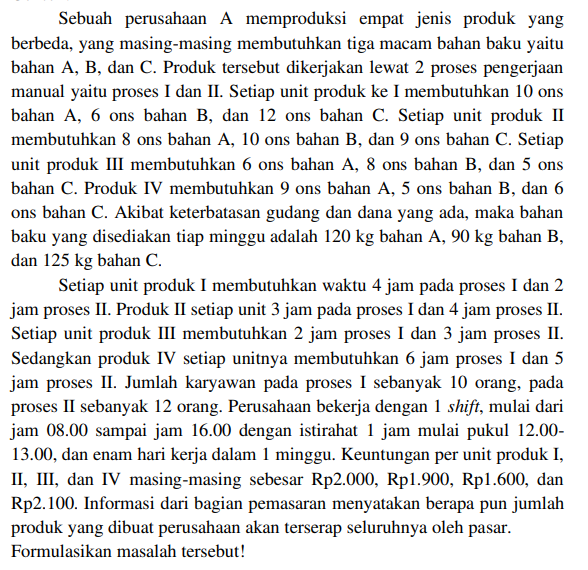 Sebuah perusahaan A memproduksi empat jenis produk yang
berbeda, yang masing-masing membutuhkan tiga macam bahan baku yaitu
bahan A, B, dan C. Produk tersebut dikerjakan lewat 2 proses pengerjaan
manual yaitu proses I dan II. Setiap unit produk ke I membutuhkan 10 ons
bahan A, 6 ons bahan B, dan 12 ons bahan C. Setiap unit produk II
membutuhkan 8 ons bahan A, 10 ons bahan B, dan 9 ons bahan C. Setiap
unit produk III membutuhkan 6 ons bahan A, 8 ons bahan B, dan 5 ons
bahan C. Produk IV membutuhkan 9 ons bahan A, 5 ons bahan B, dan 6
ons bahan C. Akibat keterbatasan gudang dan dana yang ada, maka bahan
baku yang disediakan tiap minggu adalah 120 kg bahan A, 90 kg bahan B,
dan 125 kg bahan C.
Setiap unit produk I membutuhkan waktu 4 jam pada proses I dan 2
jam proses II. Produk II setiap unit 3 jam pada proses I dan 4 jam proses II.
Setiap unit produk III membutuhkan 2 jam proses I dan 3 jam proses II.
Sedangkan produk IV setiap unitnya membutuhkan 6 jam proses I dan 5
jam proses II. Jumlah karyawan pada proses I sebanyak 10 orang, pada
proses II sebanyak 12 orang. Perusahaan bekerja dengan 1 shift, mulai dari
jam 08.00 sampai jam 16.00 dengan istirahat 1 jam mulai pukul 12.00-
13.00, dan enam hari kerja dalam 1 minggu. Keuntungan per unit produk I,
II, III, dan IV masing-masing sebesar Rp2.000, Rp1.900, Rp1.600, dan
Rp2.100. Informasi dari bagian pemasaran menyatakan berapa pun jumlah
produk yang dibuat perusahaan akan terserap seluruhnya oleh pasar.
Formulasikan masalah tersebut!